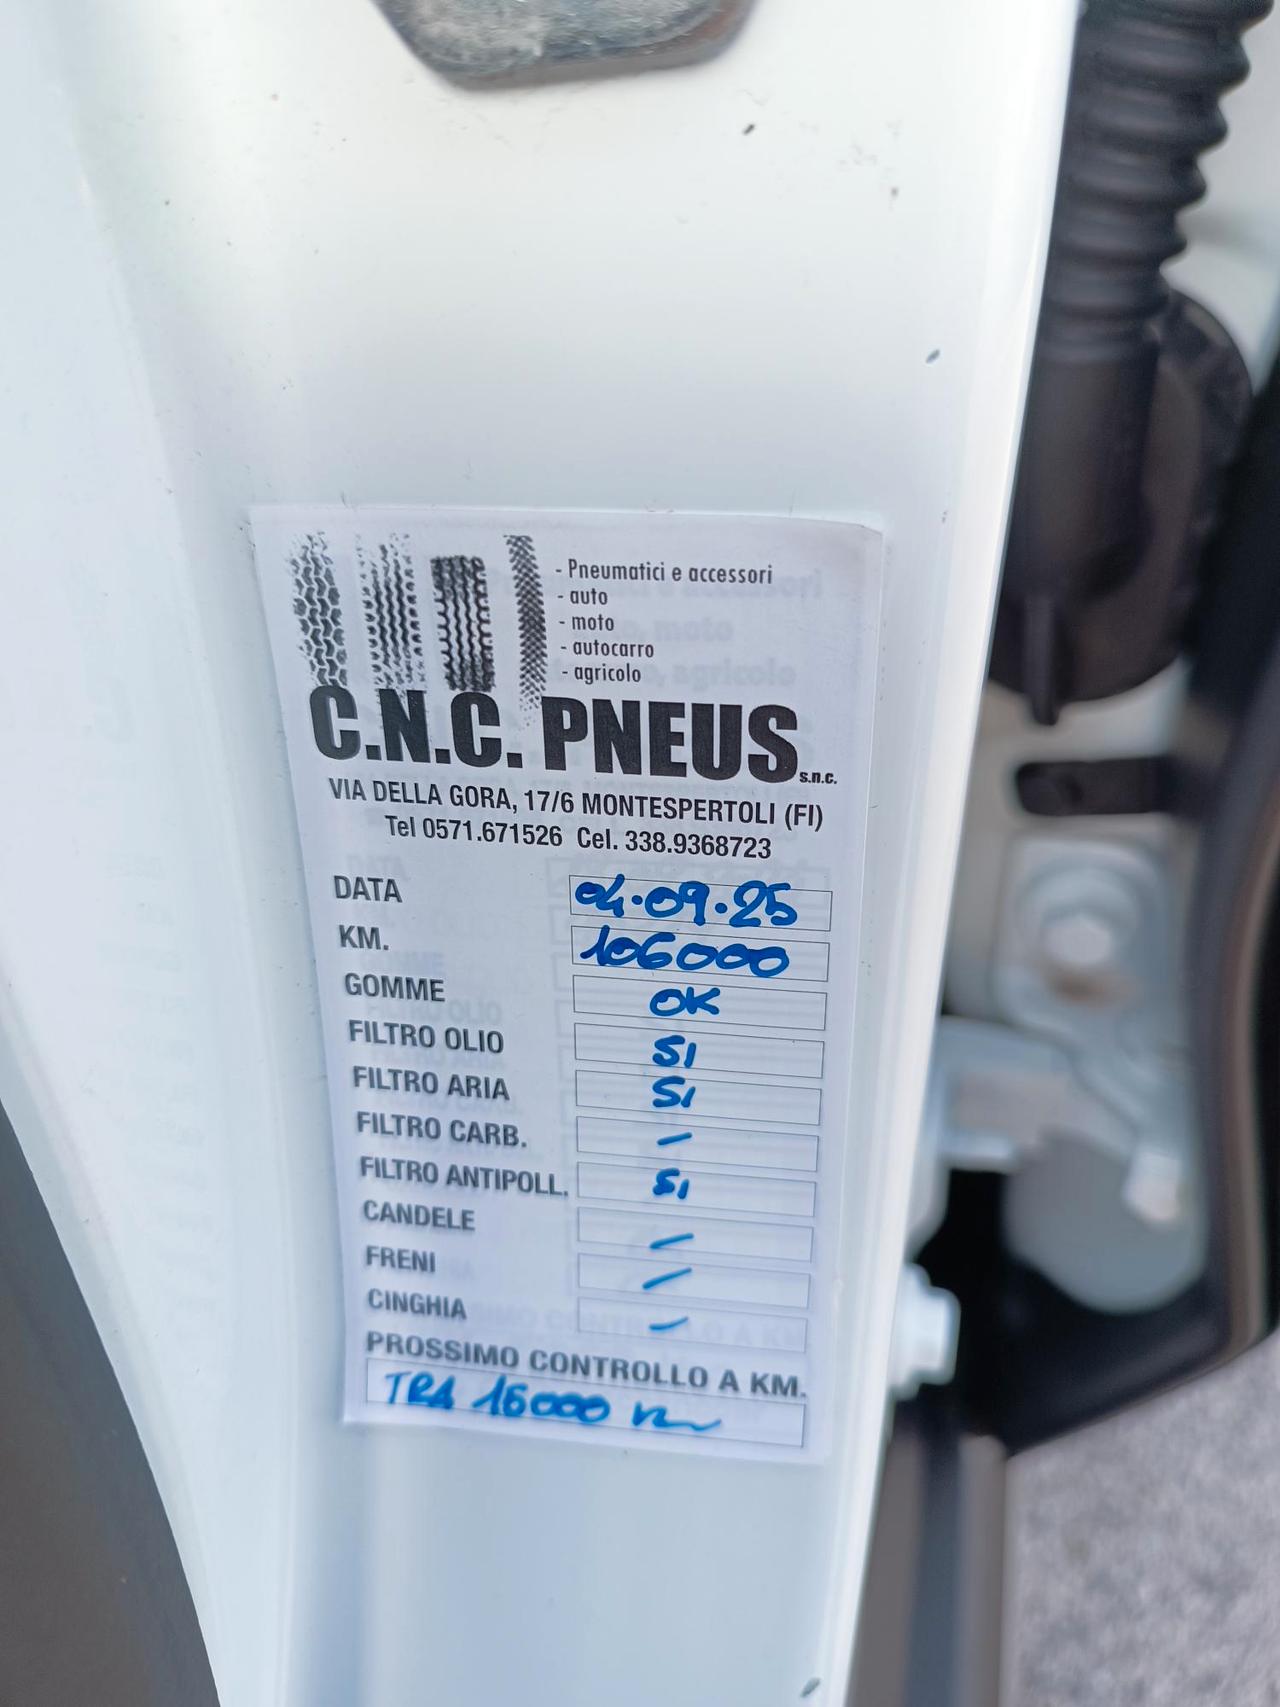 - Pneumatici e accessori
- auto
- moto
- autocarro
- agricolo
C.N.C. PNEUS s.n.c.
VIA DELLA GORA, 17/6 MONTESPERTOLI (FI)
Tel 0571.671526 Cel. 338.9368723
DATA 04.09.25
KM. 106000
GOMME OK
FILTRO OLIO SI
FILTRO ARIA SI
FILTRO CARB. -
FILTRO ANTIPOLL. SI
CANDELE -
FRENI -
CINGHIA -
PROSSIMO CONTROLLO A KM.
TRA 15000 Km